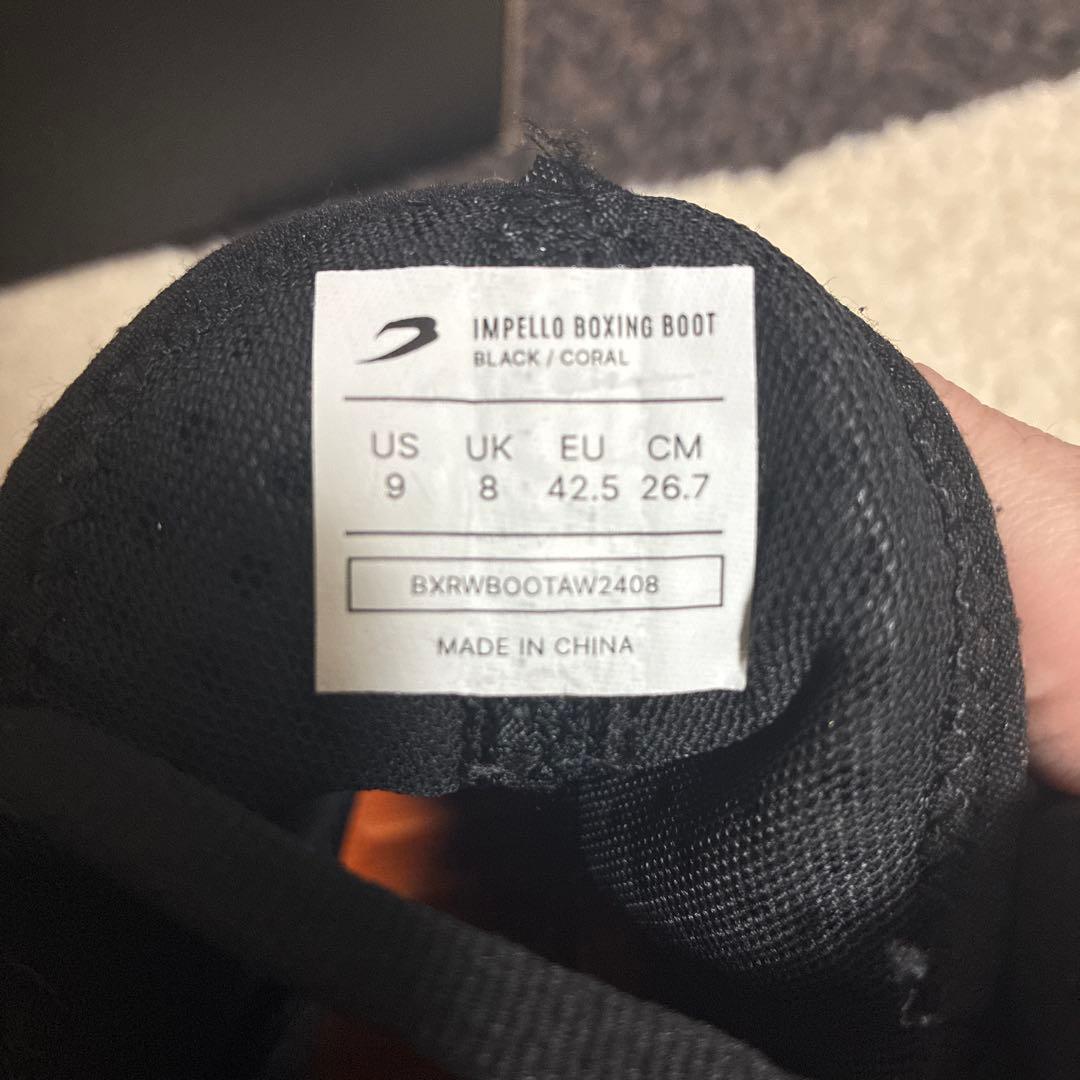 IMPELLO BOXING BOOT
BLACK / CORAL
US UK EU CM
9 8 42.5 26.7
BXRWBOOTAW2408
MADE IN CHINA